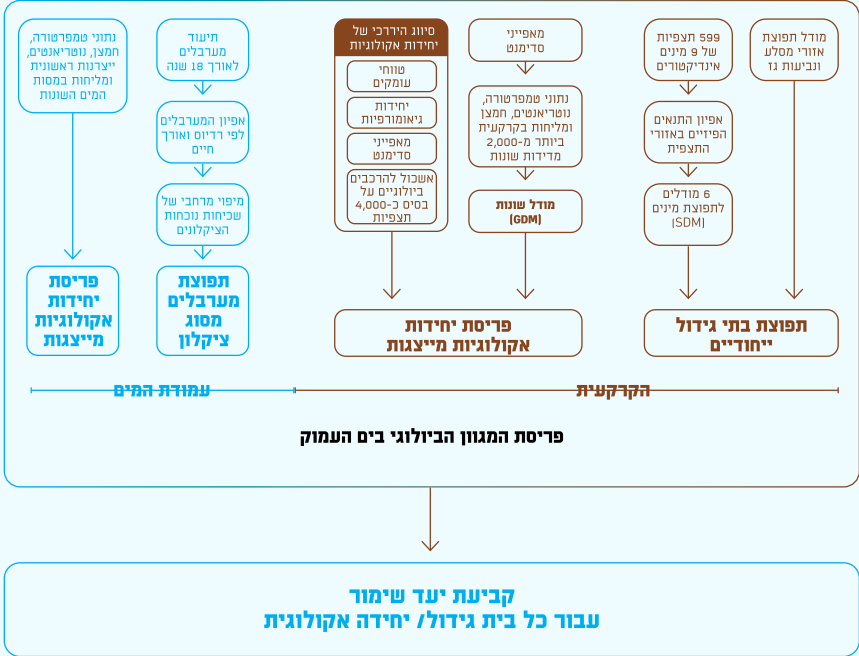 מודל תפוצת
אזורי מסלע
ונביעות גז
599 תצפיות
של 9 מינים
אינדיקטורים
אפיון התנאים
הפיזיים באזורי
התצפית
6 מודלים
לתפוצת מינים
(SDM)
תפוצת בתי גידול
ייחודיים
מאפייני
סדימנט
נתוני טמפרטורה,
נוטריאנטים, חמצן
ומליחות בקרקעית
ביותר מ-2,000
מדידות שונות
מודל שונות
(GDM)
סיווג היררכי של
יחידות אקולוגיות
טווחי
עומקים
יחידות
גיאומורפיות
מאפייני
סדימנט
אשכול להרכבים
ביולוגיים על
בסיס כ-4,000
תצפיות
פריסת יחידות
אקולוגיות מייצגות
תיעוד
מערבלים
לאורך 18 שנה
אפיון המערבלים
לפי רדיוס ואורך
חיים
מיפוי מרחבי של
שכיחות נוכחות
הציקלונים
תפוצת
מערבלים
מסוג
ציקלון
נתוני טמפרטורה,
חמצן, נוטריאנטים,
ייצרנות ראשונית
ומליחות במסות
המים השונות
פריסת
יחידות
אקולוגיות
מייצגות
הקרקעית
עמודת המים
פריסת המגוון הביולוגי בים העמוק
קביעת יעד שימור
עבור כל בית גידול/ יחידה אקולוגית